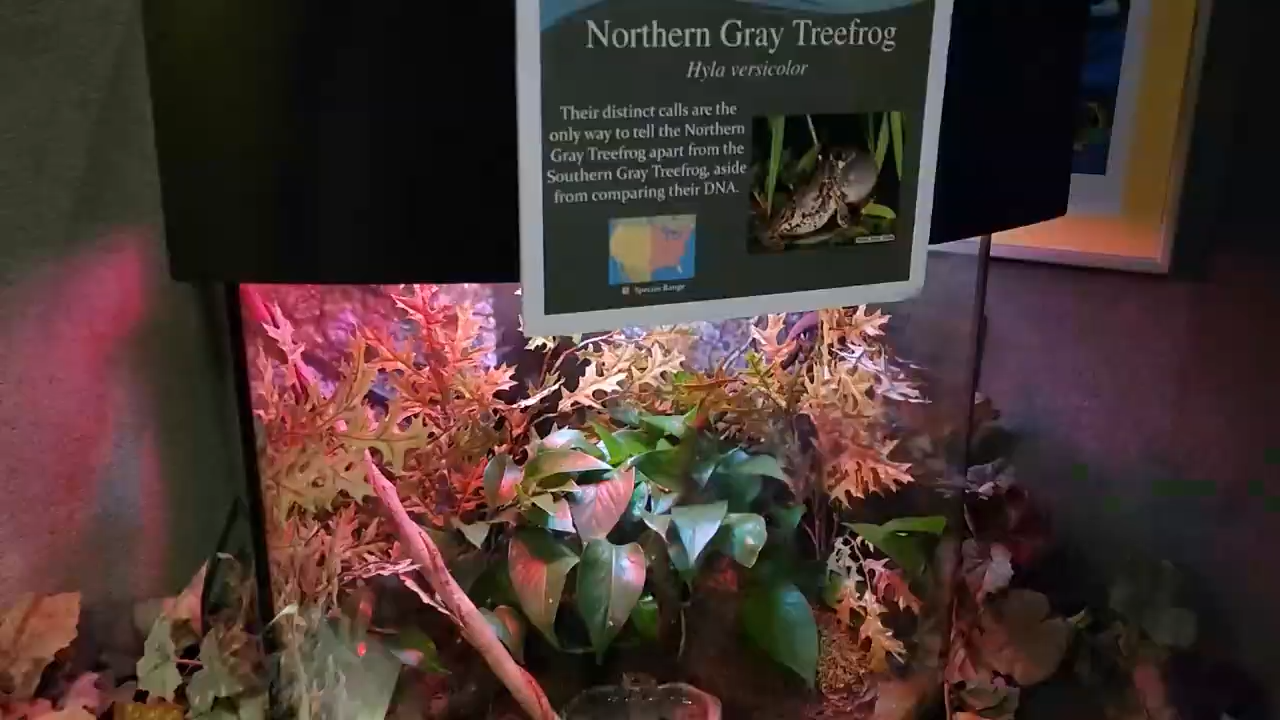 Northern Gray Treefrog
Hyla versicolor
Their distinct calls are the
only way to tell the Northern
Gray Treefrog apart from the
Southern Gray Treefrog, aside
from comparing their DNA.
Species Range